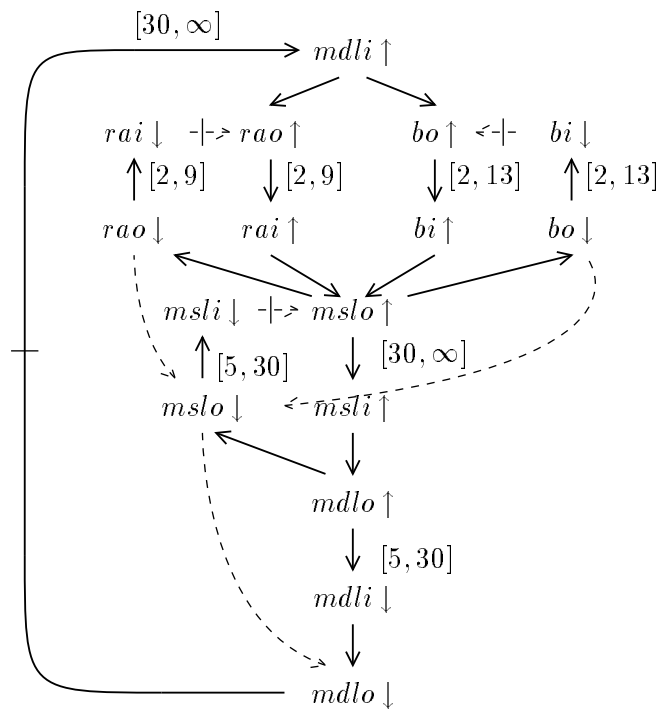 [30, ∞]
mdli ↑
rai ↓ rao ↑ bo ↑ bi ↓
[2, 9] [2, 9] [2, 13] [2, 13]
rao ↓ rai ↑ bi ↑ bo ↓
msli ↓ mslo ↑
[5, 30] [30, ∞]
mslo ↓ msli ↑
mdlo ↑
[5, 30]
mdli ↓
mdlo ↓